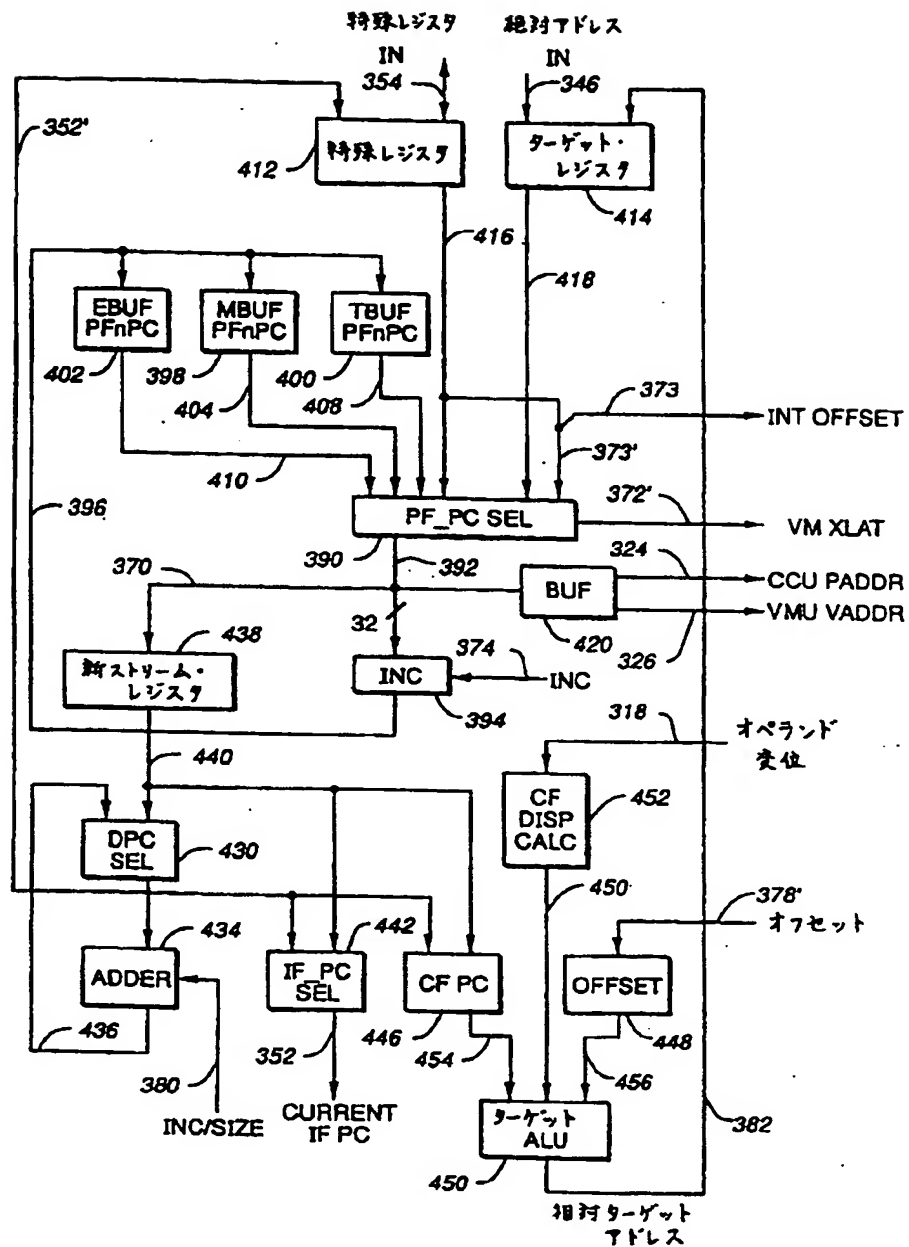 特殊レジスタ
IN
354
絶対アドレス
IN
346
352'
412
特殊レジスタ
ターゲット・
レジスタ
414
416
418
EBUF
PFnPC
MBUF
PFnPC
TBUF
PFnPC
402
398
400
404
408
373
INT OFFSET
373'
410
396
372'
PF_PC SEL
VM XLAT
390
392
324
370
BUF
CCU PADDR
VMU VADDR
32
420
326
438
374
新ストリーム・
レジスタ
INC
INC
394
318
オペランド
変位
440
CF
DISP
CALC
452
DPC
SEL
430
450
378'
オフセット
434
442
ADDER
IF_PC
SEL
CF PC
OFFSET
436
352
446
454
448
456
380
382
INC/SIZE
CURRENT
IF PC
ターゲット
ALU
450
相対ターゲット
アドレス